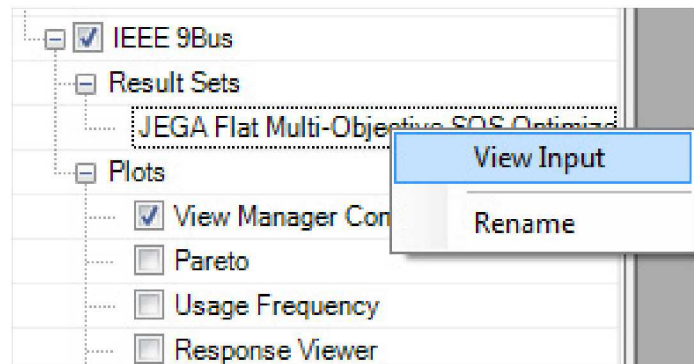 IEEE 9Bus
Result Sets
JEGA Flat Multi-Objective SOS Optimize
View Input
Plots
View Manager Con
Rename
Pareto
Usage Frequency
Response Viewer